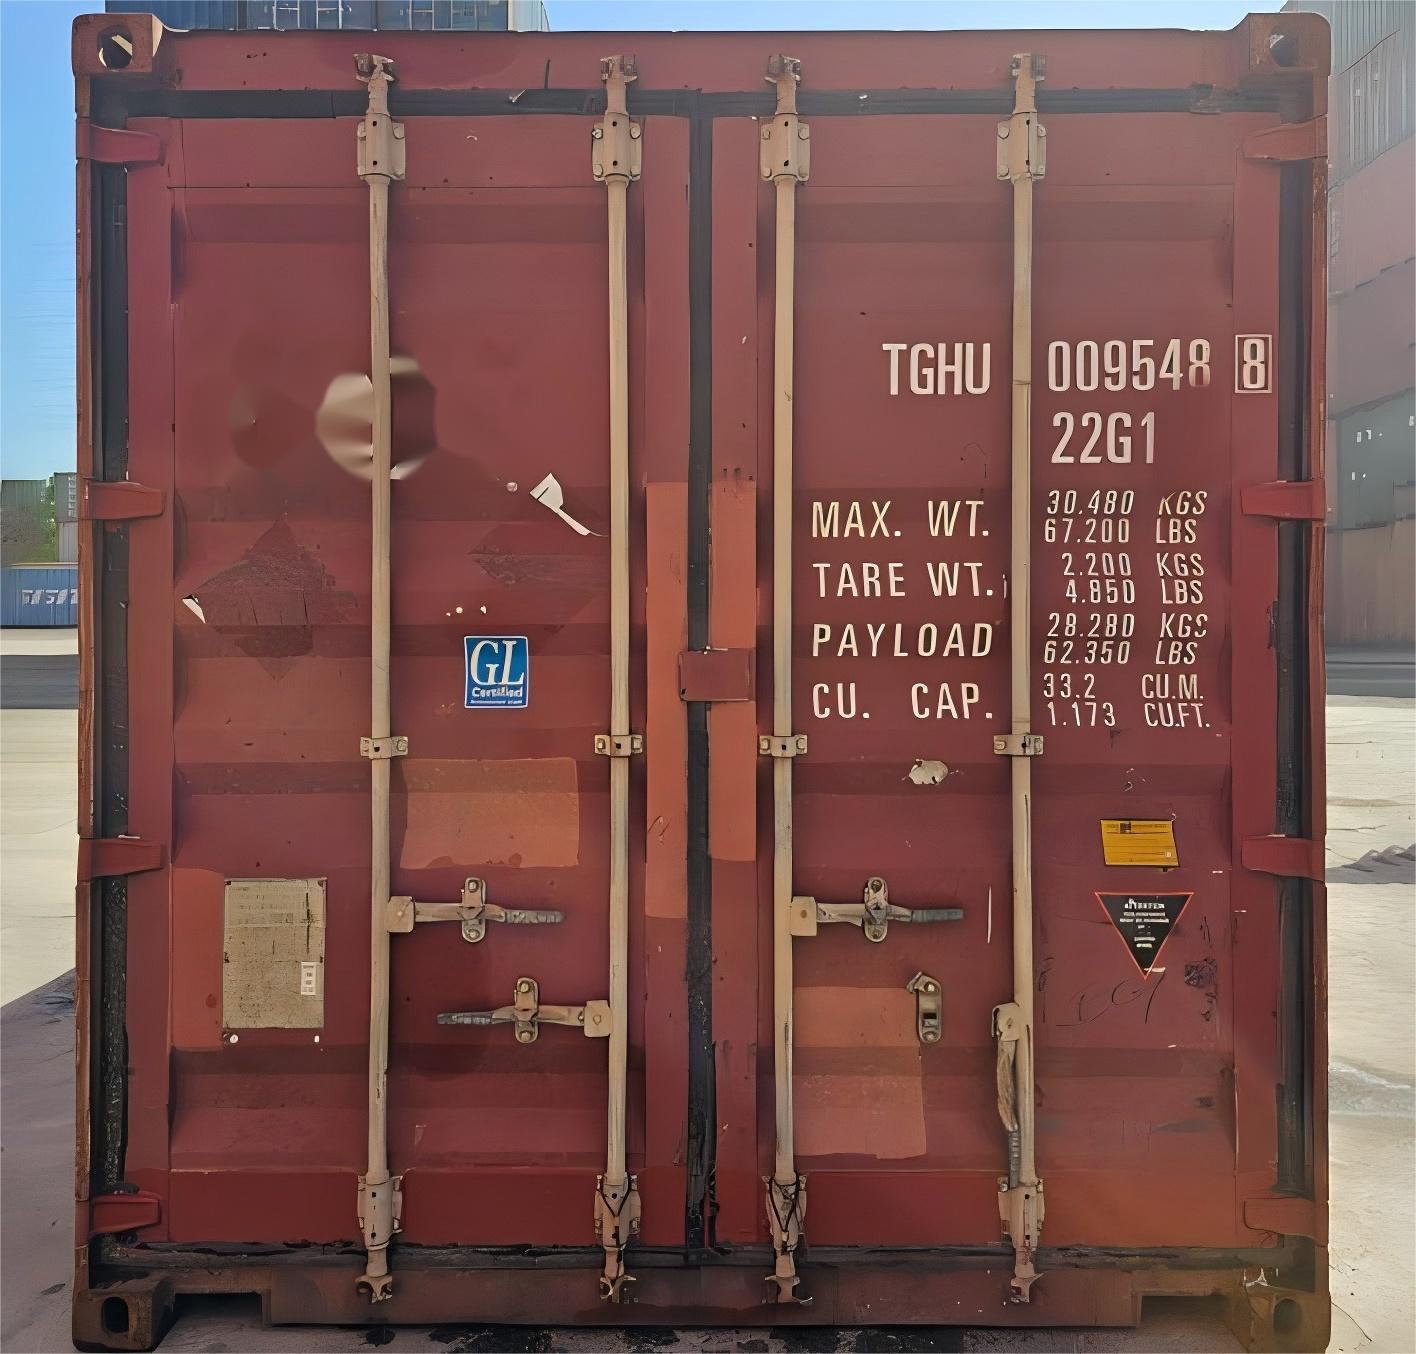 TGHU 009548 8
22G1
MAX. WT. 30.480 KGS
67.200 LBS
TARE WT. 2.200 KGS
4.850 LBS
PAYLOAD 28.280 KGS
62.350 LBS
CU. CAP. 33.2 CU.M.
1.173 CU.FT.
GL
Certified